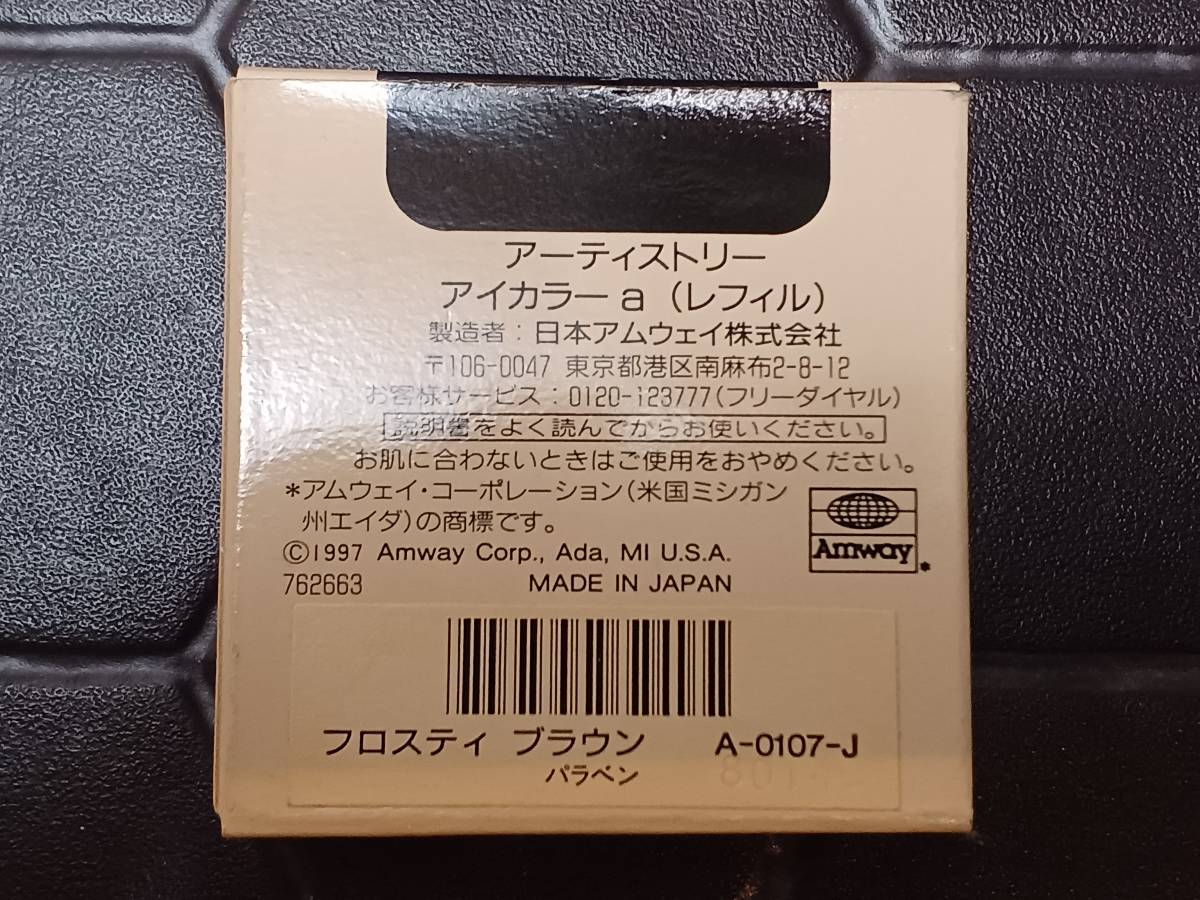 アーティストリー
アイカラーa(レフィル)
製造者:日本アムウェイ株式会社
〒106-0047 東京都港区南麻布2-8-12
お客様サービス:0120-123777(フリーダイヤル)
説明書をよく読んでからお使いください。
お肌に合わないときはご使用をおやめください。
*アムウェイ・コーポレーション(米国ミシガン
州エイダ)の商標です。
©1997 Amway Corp., Ada, MI U.S.A.
762663 MADE IN JAPAN
Amway*
フロスティ ブラウン A-0107-J
パラベン